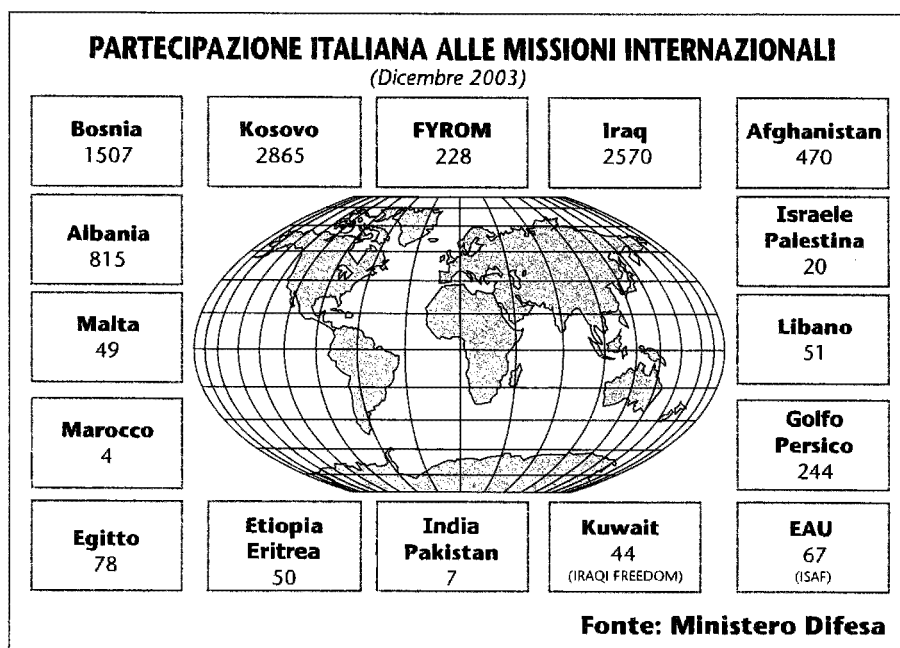 PARTECIPAZIONE ITALIANA ALLE MISSIONI INTERNAZIONALI
(Dicembre 2003)
Bosnia
1507
Kosovo
2865
FYROM
228
Iraq
2570
Afghanistan
470
Albania
815
Israele
Palestina
20
Malta
49
Libano
51
Marocco
4
Golfo
Persico
244
Egitto
78
Etiopia
Eritrea
50
India
Pakistan
7
Kuwait
44
(IRAQI FREEDOM)
EAU
67
(ISAF)
Fonte: Ministero Difesa